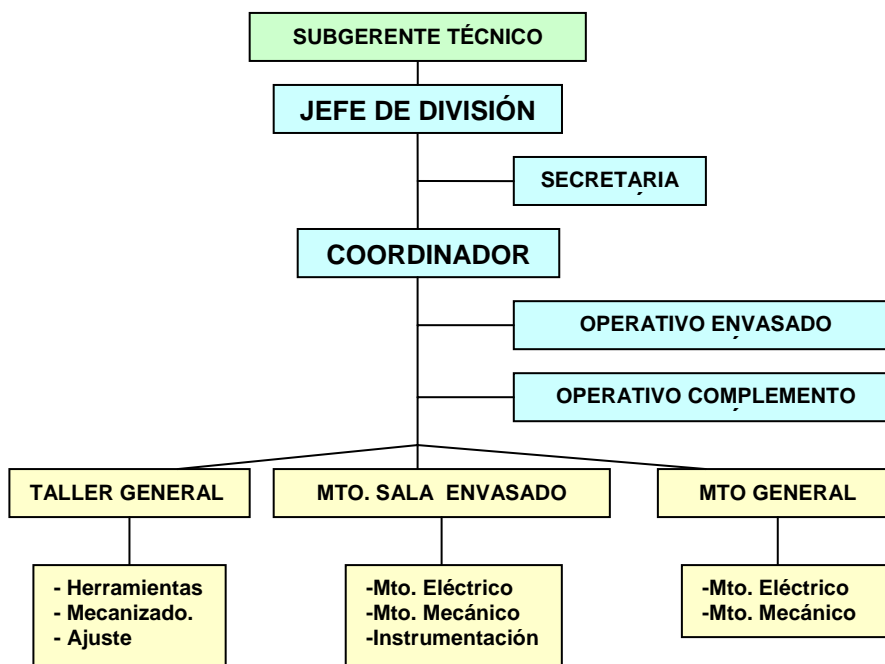 SUBGERENTE TÉCNICO
JEFE DE DIVISIÓN
SECRETARIA
COORDINADOR
OPERATIVO ENVASADO
OPERATIVO COMPLEMENTO
TALLER GENERAL
MTO. SALA ENVASADO
MTO GENERAL
- Herramientas
- Mecanizado.
- Ajuste
-Mto. Eléctrico
-Mto. Mecánico
-Instrumentación
-Mto. Eléctrico
-Mto. Mecánico